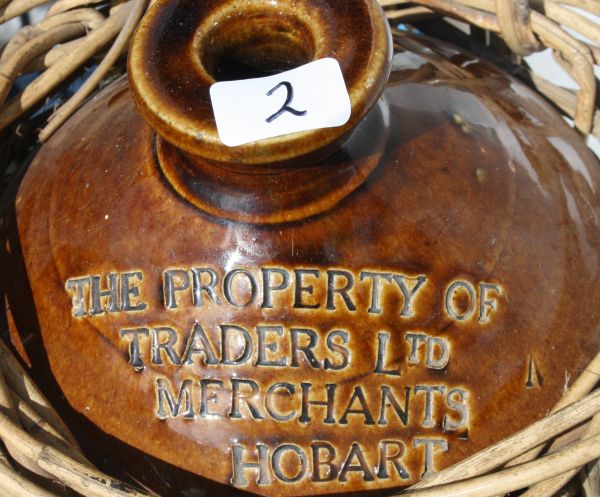 2
THE PROPERTY OF
TRADERS LTD
MERCHANTS
HOBART